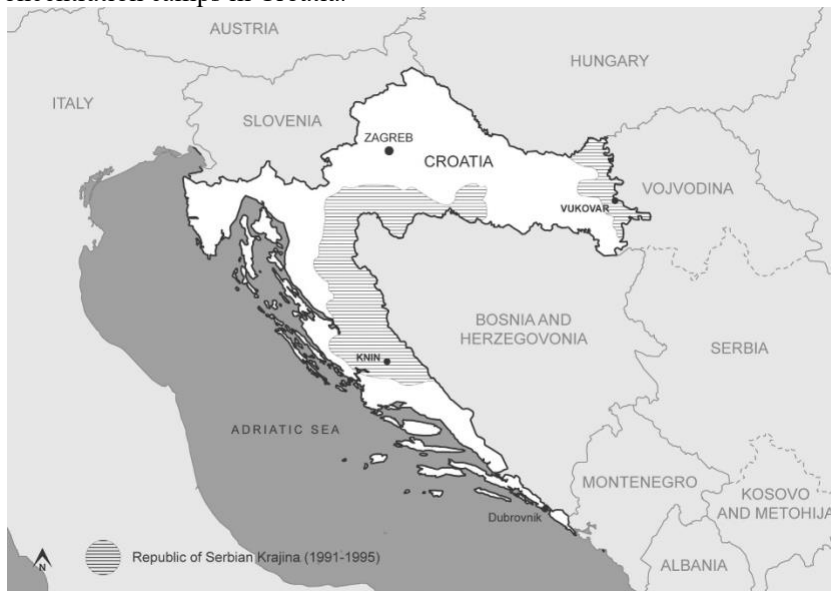 AUSTRIA
HUNGARY
ITALY
SLOVENIA
ZAGREB
CROATIA
VOJVODINA
VUKOVAR
BOSNIA AND
HERZEGOVONIA
SERBIA
KNIN
ADRIATIC SEA
MONTENEGRO
KOSOVO
AND METOHIJA
Dubrovnik
ALBANIA
N
Republic of Serbian Krajina (1991-1995)